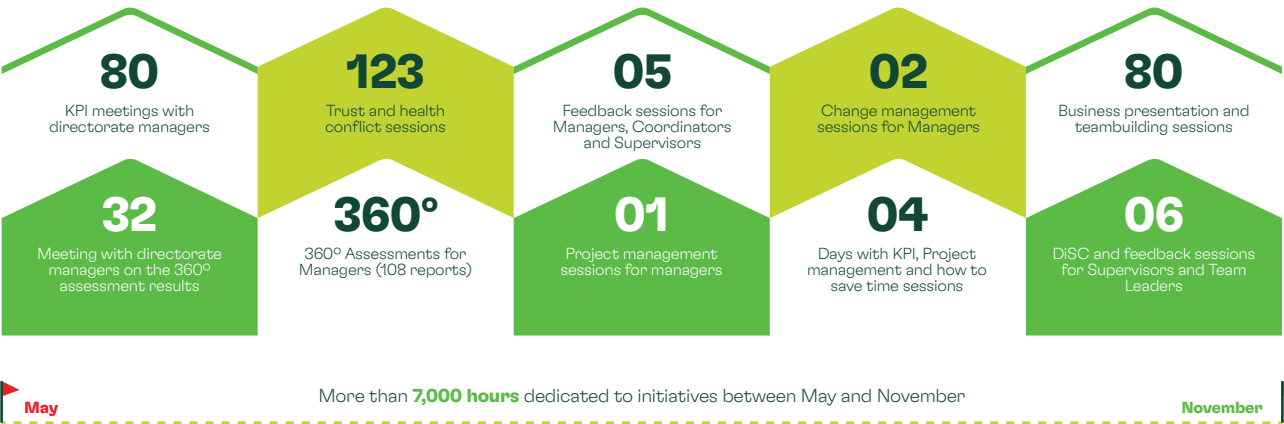 80
KPI meetings with
directorate managers
123
Trust and health
conflict sessions
05
Feedback sessions for
Managers, Coordinators
and Supervisors
02
Change management
sessions for Managers
80
Business presentation and
teambuilding sessions
32
Meeting with directorate
managers on the 360º
assessment results
360º
360º Assessments for
Managers (108 reports)
01
Project management
sessions for managers
04
Days with KPI, Project
management and how to
save time sessions
06
DiSC and feedback sessions
for Supervisors and Team
Leaders
More than 7,000 hours dedicated to initiatives between May and November
May
November